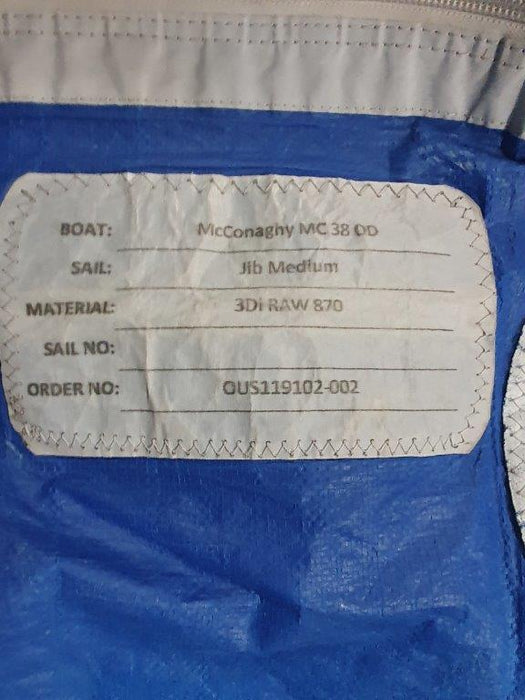 BOAT: McConaghy MC 38 OD
SAIL: Jib Medium
MATERIAL: 3Di RAW 870
SAIL NO:
ORDER NO: OUS119102-002